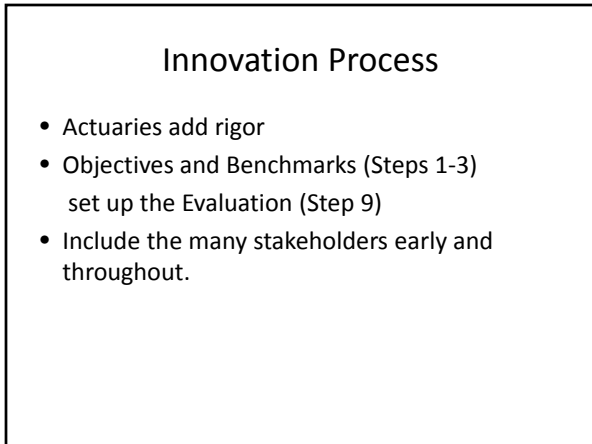 Innovation Process
• Actuaries add rigor
• Objectives and Benchmarks (Steps 1-3)
set up the Evaluation (Step 9)
• Include the many stakeholders early and
throughout.